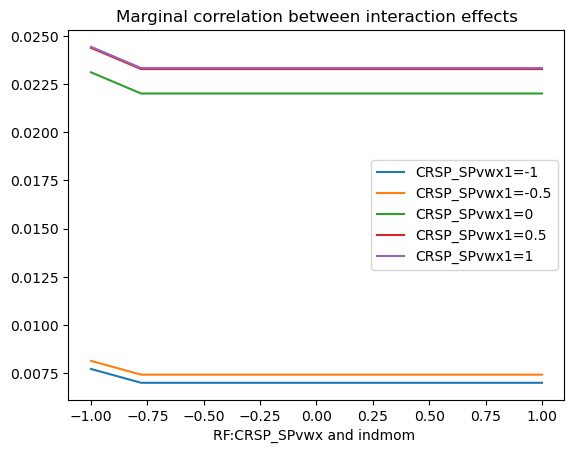 Marginal correlation between interaction effects
0.0250
0.0225
0.0200
0.0175
0.0150
0.0125
0.0100
0.0075
CRSP_SPvwx1=-1
CRSP_SPvwx1=-0.5
CRSP_SPvwx1=0
CRSP_SPvwx1=0.5
CRSP_SPvwx1=1
−1.00 −0.75 −0.50 −0.25 0.00 0.25 0.50 0.75 1.00
RF:CRSP_SPvwx and indmom